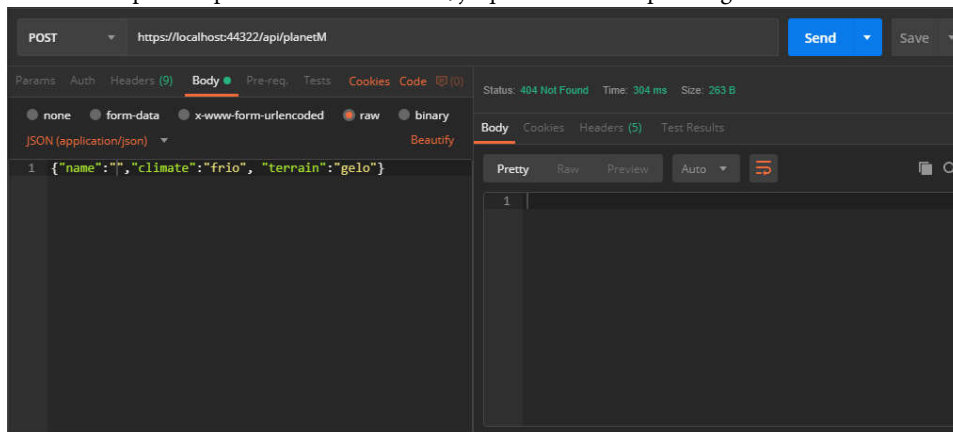 POST https://localhost:44322/api/planetM Send Save
Params Auth Headers (9) Body Pre-req. Tests Cookies Code (0)
none form-data x-www-form-urlencoded raw binary
JSON (application/json) Beautify
1 {"name":"","climate":"frio", "terrain":"gelo"}
Status: 404 Not Found Time: 304 ms Size: 263 B
Body Cookies Headers (5) Test Results
Pretty Raw Preview Auto
1